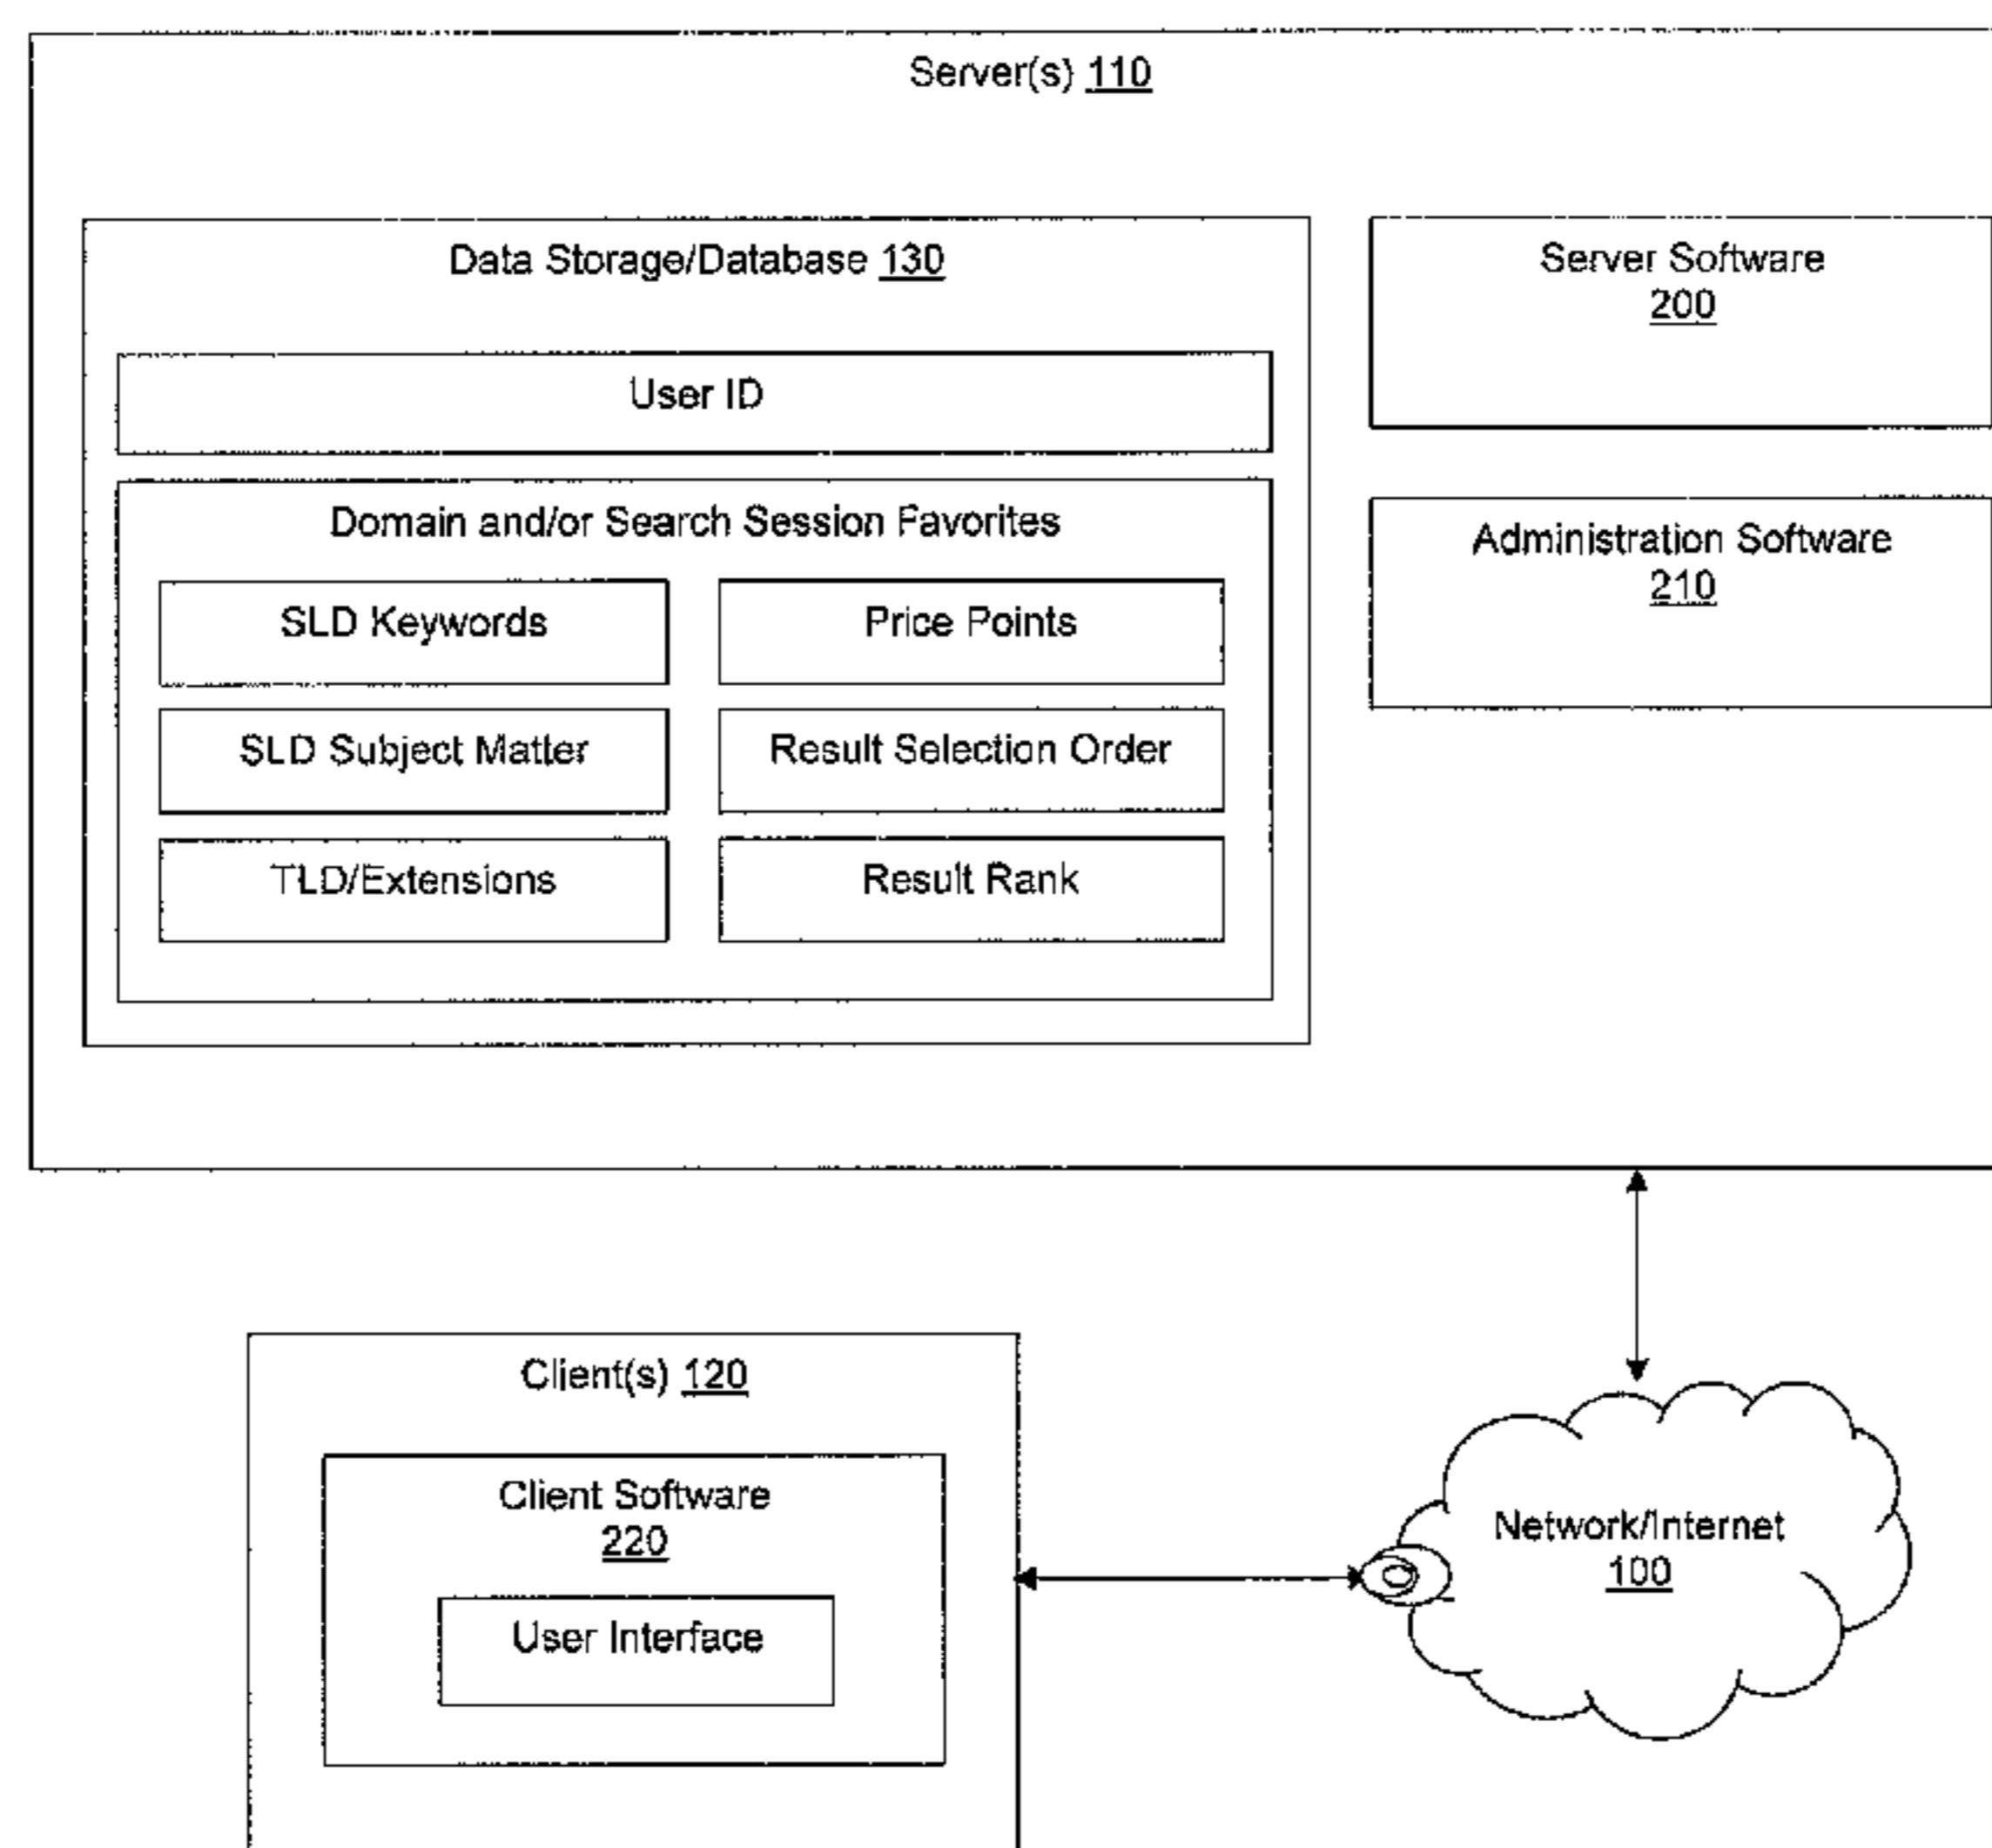 Server(s) 110
Data Storage/Database 130
User ID
Domain and/or Search Session Favorites
SLD Keywords
Price Points
SLD Subject Matter
Result Selection Order
TLD/Extensions
Result Rank
Server Software
200
Administration Software
210
Client(s) 120
Client Software
220
User Interface
Network/Internet
100